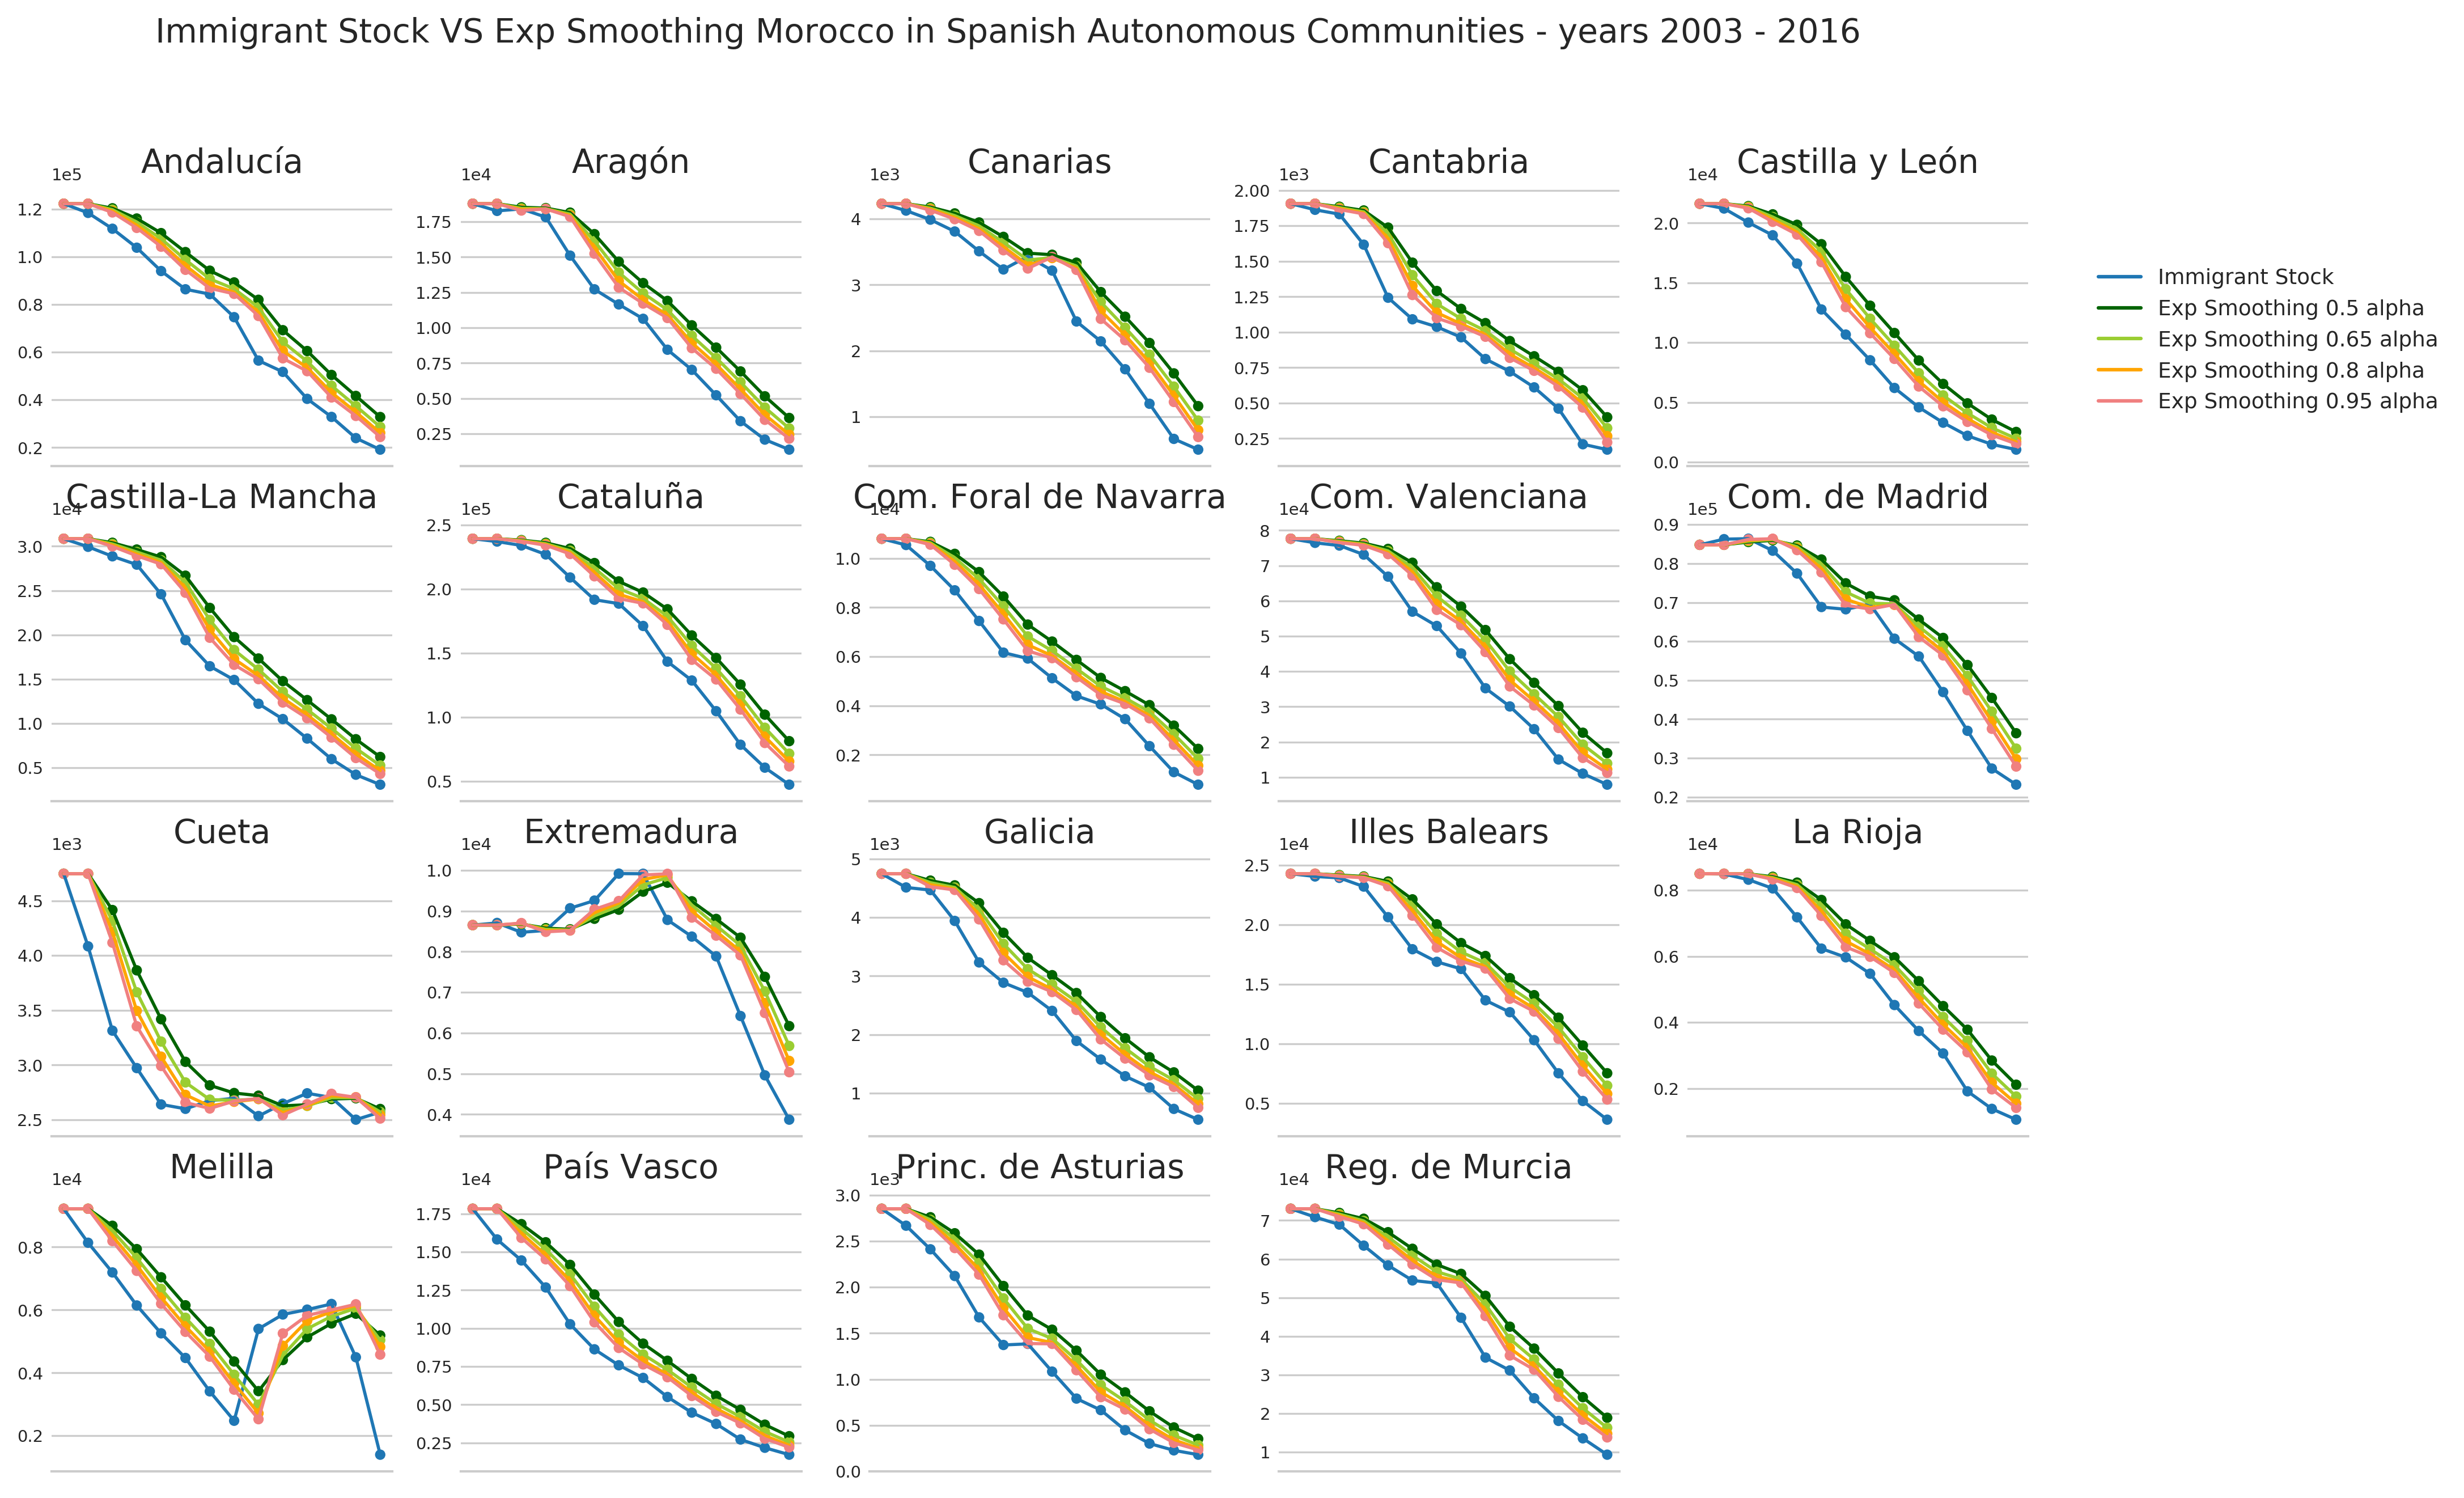 Immigrant Stock VS Exp Smoothing Morocco in Spanish Autonomous Communities - years 2003 - 2016
Andalucía
1e5
1.2
1.0
0.8
0.6
0.4
0.2
Aragón
1e4
1.75
1.50
1.25
1.00
0.75
0.50
0.25
Canarias
1e3
4
3
2
1
Cantabria
1e3
2.00
1.75
1.50
1.25
1.00
0.75
0.50
0.25
Castilla y León
1e4
2.0
1.5
1.0
0.5
0.0
Immigrant Stock
Exp Smoothing 0.5 alpha
Exp Smoothing 0.65 alpha
Exp Smoothing 0.8 alpha
Exp Smoothing 0.95 alpha
Castilla-La Mancha
1e4
3.0
2.5
2.0
1.5
1.0
0.5
Cataluña
1e5
2.5
2.0
1.5
1.0
0.5
Com. Foral de Navarra
1e4
1.0
0.8
0.6
0.4
0.2
Com. Valenciana
1e4
8
7
6
5
4
3
2
1
Com. de Madrid
1e5
0.9
0.8
0.7
0.6
0.5
0.4
0.3
0.2
Cueta
1e3
4.5
4.0
3.5
3.0
2.5
Extremadura
1e4
1.0
0.9
0.8
0.7
0.6
0.5
0.4
Galicia
1e3
5
4
3
2
1
Illes Balears
1e4
2.5
2.0
1.5
1.0
0.5
La Rioja
1e4
0.8
0.6
0.4
0.2
Melilla
1e4
0.8
0.6
0.4
0.2
País Vasco
1e4
1.75
1.50
1.25
1.00
0.75
0.50
0.25
Princ. de Asturias
1e3
3.0
2.5
2.0
1.5
1.0
0.5
0.0
Reg. de Murcia
1e4
7
6
5
4
3
2
1